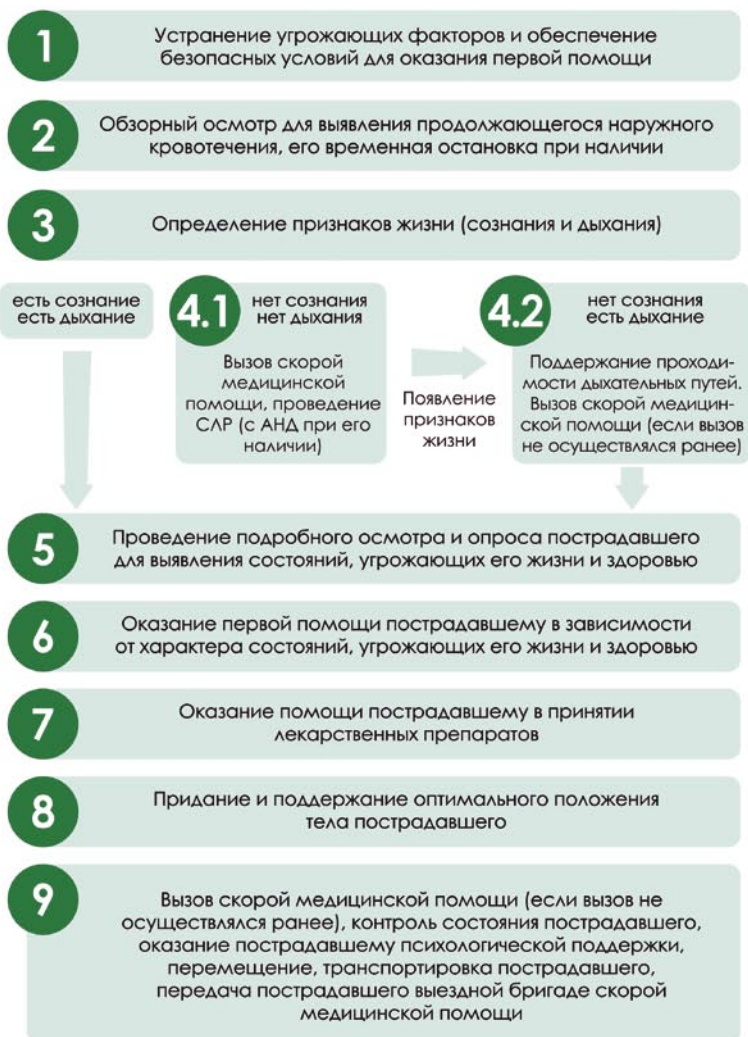 1
Устранение угрожающих факторов и обеспечение
безопасных условий для оказания первой помощи
2
Обзорный осмотр для выявления продолжающегося наружного
кровотечения, его временная остановка при наличии
3
Определение признаков жизни (сознания и дыхания)
есть сознание
есть дыхание
4.1
нет сознания
нет дыхания
Вызов скорой
медицинской
помощи, проведение
СЛР (с АНД при его
наличии)
Появление
признаков
жизни
4.2
нет сознания
есть дыхание
Поддержание проходи-
мости дыхательных путей.
Вызов скорой медицин-
ской помощи (если вызов
не осуществлялся ранее)
5
Проведение подробного осмотра и опроса пострадавшего
для выявления состояний, угрожающих его жизни и здоровью
6
Оказание первой помощи пострадавшему в зависимости
от характера состояний, угрожающих его жизни и здоровью
7
Оказание помощи пострадавшему в принятии
лекарственных препаратов
8
Придание и поддержание оптимального положения
тела пострадавшего
9
Вызов скорой медицинской помощи (если вызов не
осуществлялся ранее), контроль состояния пострадавшего,
оказание пострадавшему психологической поддержки,
перемещение, транспортировка пострадавшего,
передача пострадавшего выездной бригаде скорой
медицинской помощи